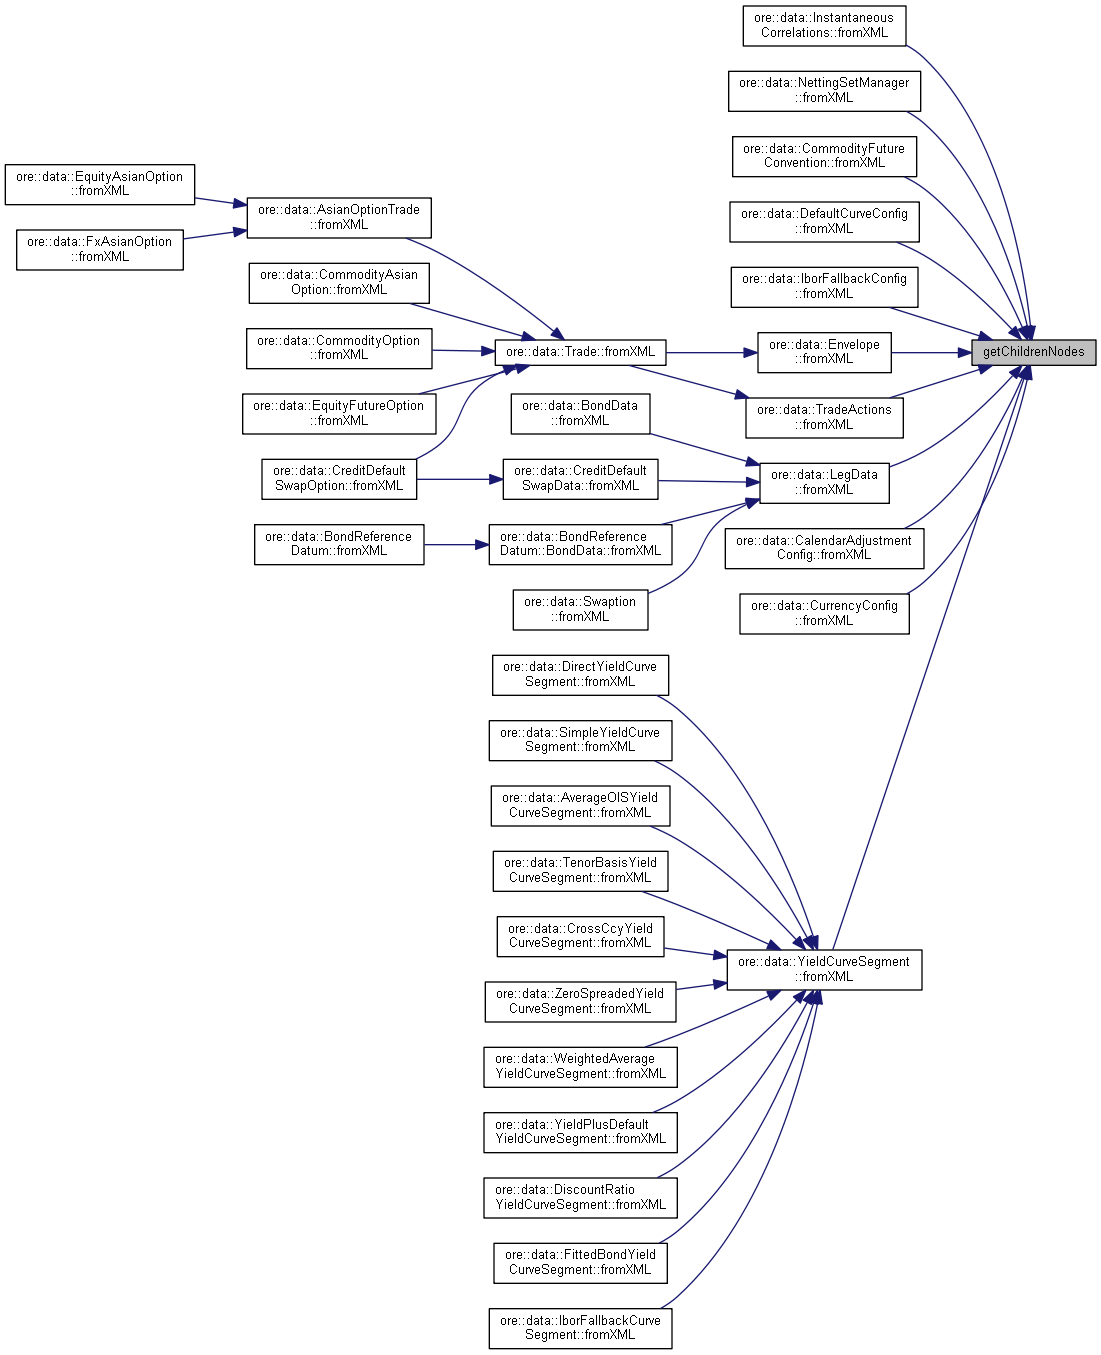 ore::data::Instantaneous
Correlations::fromXML
ore::data::NettingSetManager
::fromXML
ore::data::CommodityFuture
Convention::fromXML
ore::data::EquityAsianOption
::fromXML
ore::data::AsianOptionTrade
::fromXML
ore::data::DefaultCurveConfig
::fromXML
ore::data::FxAsianOption
::fromXML
ore::data::CommodityAsian
Option::fromXML
ore::data::IborFallbackConfig
::fromXML
ore::data::CommodityOption
::fromXML
ore::data::Trade::fromXML
ore::data::Envelope
::fromXML
getChildrenNodes
ore::data::EquityFutureOption
::fromXML
ore::data::BondData
::fromXML
ore::data::TradeActions
::fromXML
ore::data::CreditDefault
SwapOption::fromXML
ore::data::CreditDefault
SwapData::fromXML
ore::data::LegData
::fromXML
ore::data::BondReference
Datum::fromXML
ore::data::BondReference
Datum::BondData::fromXML
ore::data::CalendarAdjustment
Config::fromXML
ore::data::Swaption
::fromXML
ore::data::CurrencyConfig
::fromXML
ore::data::DirectYieldCurve
Segment::fromXML
ore::data::SimpleYieldCurve
Segment::fromXML
ore::data::AverageOISYield
CurveSegment::fromXML
ore::data::TenorBasisYield
CurveSegment::fromXML
ore::data::CrossCcyYield
CurveSegment::fromXML
ore::data::YieldCurveSegment
::fromXML
ore::data::ZeroSpreadedYield
CurveSegment::fromXML
ore::data::WeightedAverage
YieldCurveSegment::fromXML
ore::data::YieldPlusDefault
YieldCurveSegment::fromXML
ore::data::DiscountRatio
YieldCurveSegment::fromXML
ore::data::FittedBondYield
CurveSegment::fromXML
ore::data::IborFallbackCurve
Segment::fromXML